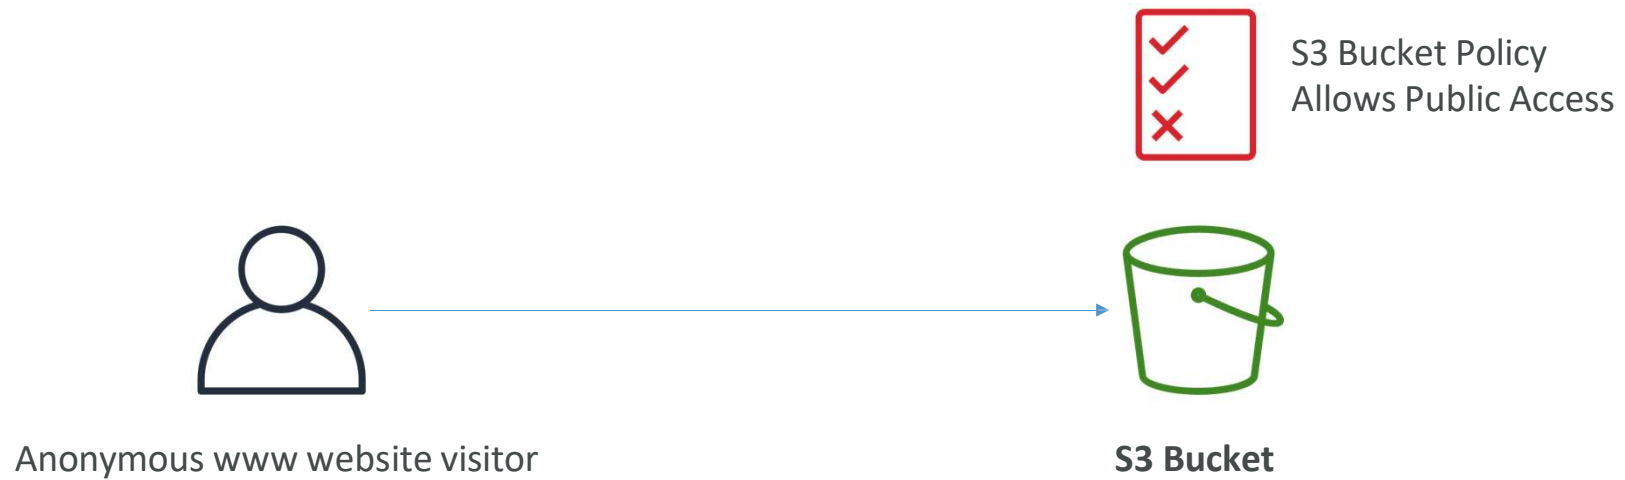 S3 Bucket Policy
Allows Public Access
Anonymous www website visitor
S3 Bucket